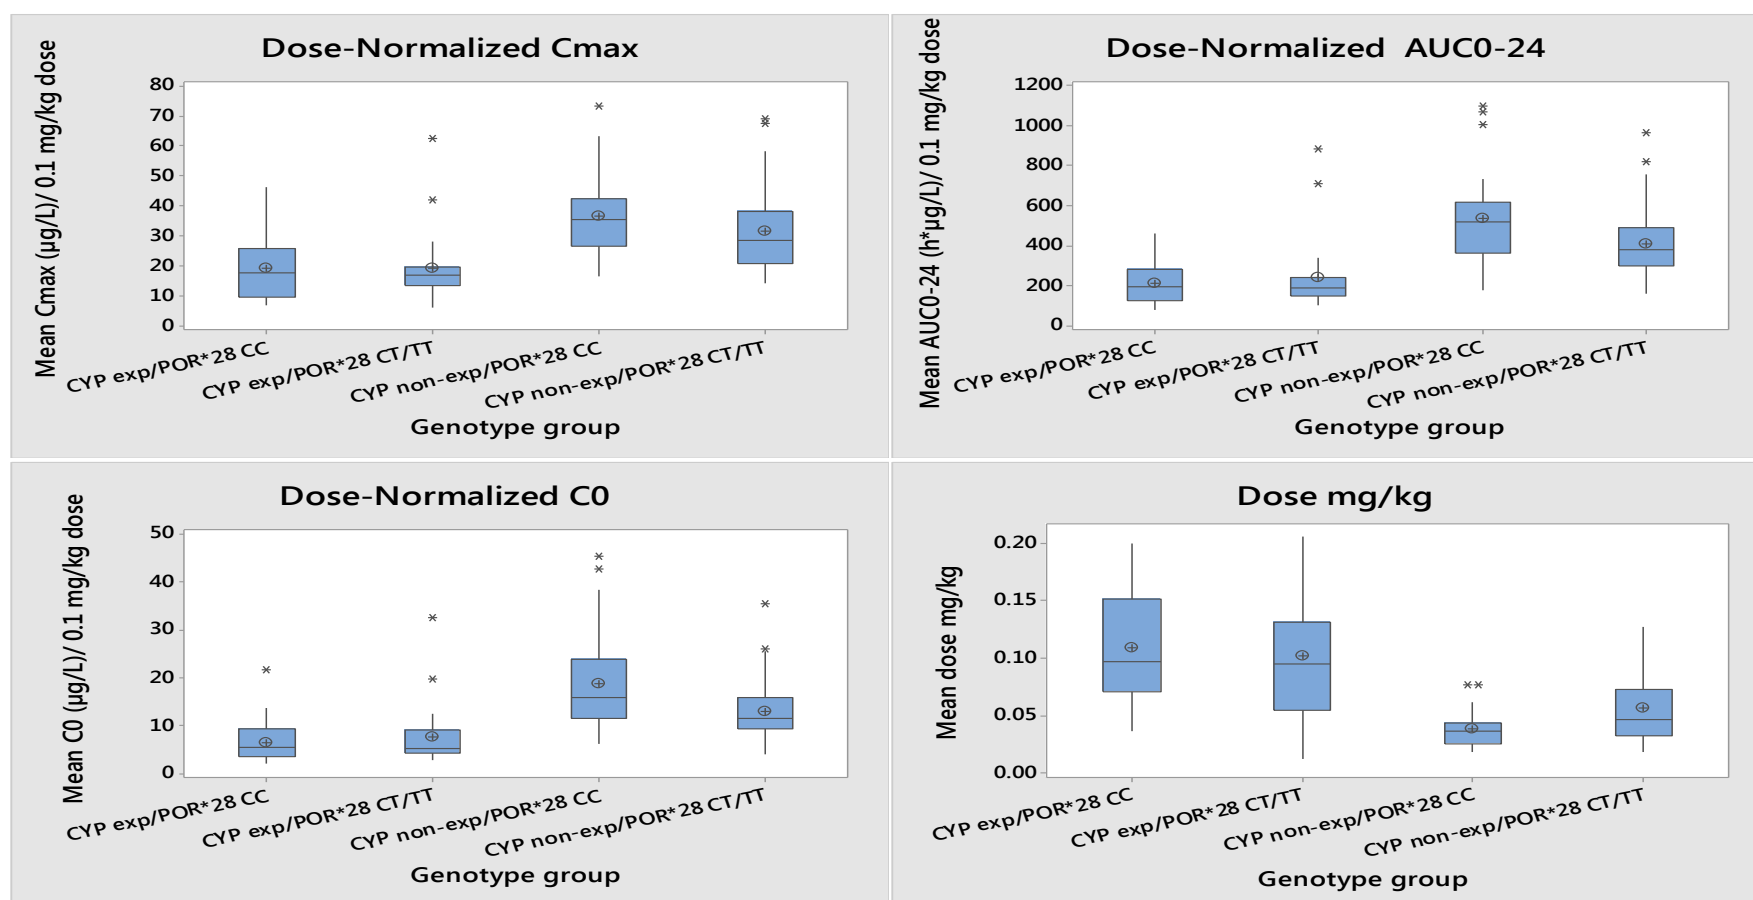 Dose-Normalized Cmax
Mean Cmax (µg/L)/ 0.1 mg/kg dose
80
70
60
50
40
30
20
10
0
CYP exp/POR*28 CC
CYP exp/POR*28 CT/TT
CYP non-exp/POR*28 CC
CYP non-exp/POR*28 CT/TT
Genotype group
Dose-Normalized AUC0-24
Mean AUC0-24 (h*µg/L)/ 0.1 mg/kg dose
1200
1000
800
600
400
200
0
CYP exp/POR*28 CC
CYP exp/POR*28 CT/TT
CYP non-exp/POR*28 CC
CYP non-exp/POR*28 CT/TT
Genotype group
Dose-Normalized C0
Mean C0 (µg/L)/ 0.1 mg/kg dose
50
40
30
20
10
0
CYP exp/POR*28 CC
CYP exp/POR*28 CT/TT
CYP non-exp/POR*28 CC
CYP non-exp/POR*28 CT/TT
Genotype group
Dose mg/kg
Mean dose mg/kg
0.20
0.15
0.10
0.05
0.00
CYP exp/POR*28 CC
CYP exp/POR*28 CT/TT
CYP non-exp/POR*28 CC
CYP non-exp/POR*28 CT/TT
Genotype group